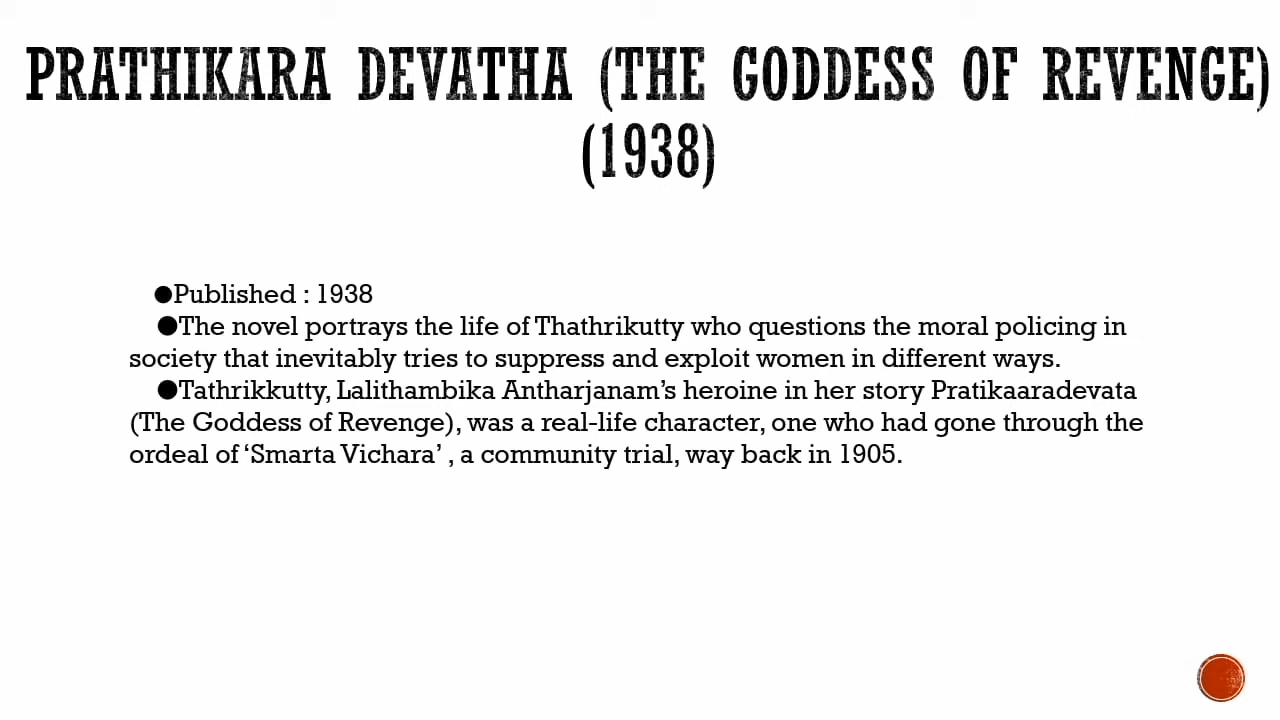 PRATHIKARA DEVATHA (THE GODDESS OF REVENGE)
(1938)
●Published : 1938
●The novel portrays the life of Thathrikutty who questions the moral policing in
society that inevitably tries to suppress and exploit women in different ways.
●Tathrikkutty, Lalithambika Antharjanam’s heroine in her story Pratikaaradevata
(The Goddess of Revenge), was a real-life character, one who had gone through the
ordeal of ‘Smarta Vichara’ , a community trial, way back in 1905.